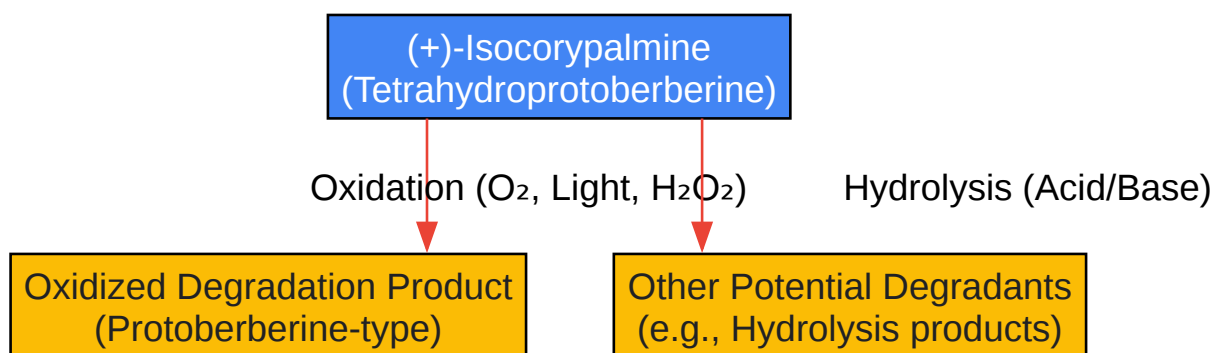 (+)-Isocorypalmine
(Tetrahydroprotoberberine)
Oxidation (O₂, Light, H₂O₂)
Hydrolysis (Acid/Base)
Oxidized Degradation Product
(Protoberberine-type)
Other Potential Degradants
(e.g., Hydrolysis products)